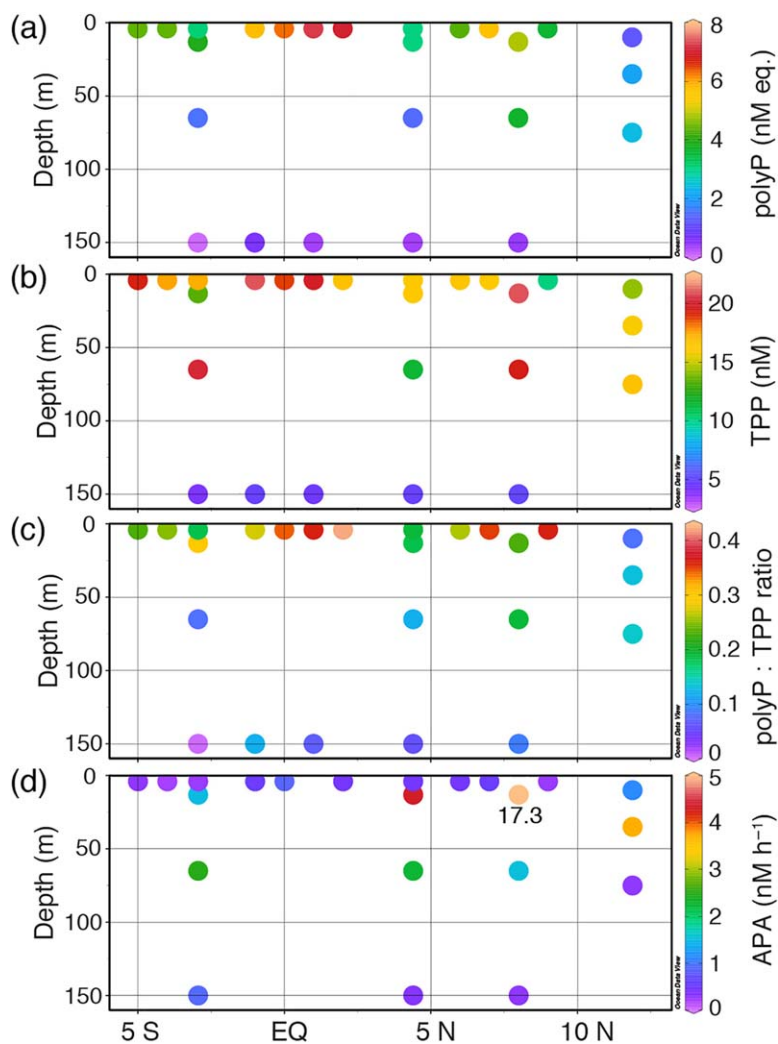 (a)
0
50
100
150
Depth (m)
8
6
4
2
0
polyP (nM eq.)
Ocean Data View
(b)
0
50
100
150
Depth (m)
20
15
10
5
TPP (nM)
Ocean Data View
(c)
0
50
100
150
Depth (m)
0.4
0.3
0.2
0.1
0
polyP : TPP ratio
Ocean Data View
(d)
0
50
100
150
Depth (m)
17.3
5
4
3
2
1
0
APA (nM h⁻¹)
Ocean Data View
5 S EQ 5 N 10 N